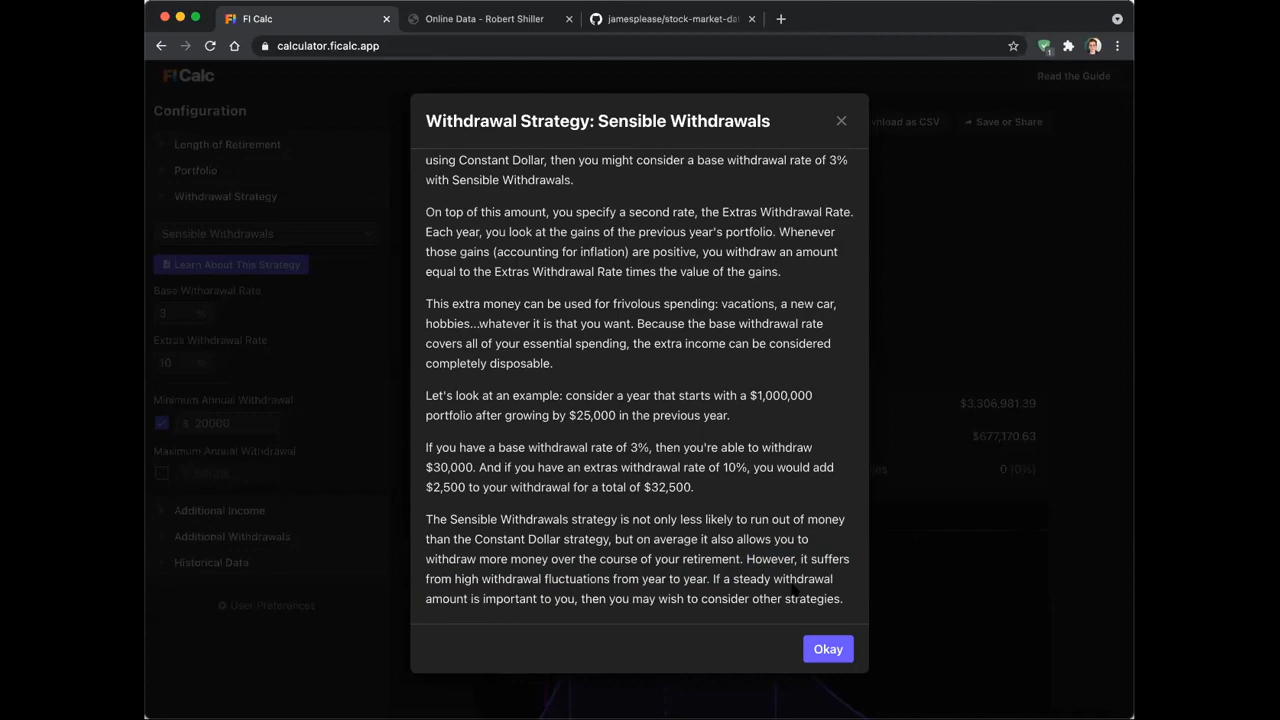 FI Calc
Online Data - Robert Shiller
jamesplease/stock-market-da
calculator.ficalc.app
1
FI Calc
Read the Guide
Configuration
Length of Retirement
Portfolio
Withdrawal Strategy
Sensible Withdrawals
Learn About This Strategy
Base Withdrawal Rate
3 %
Extras Withdrawal Rate
10 %
Minimum Annual Withdrawal
$ 20000
Maximum Annual Withdrawal
Additional Income
Additional Withdrawals
Historical Data
User Preferences
Withdrawal Strategy: Sensible Withdrawals
using Constant Dollar, then you might consider a base withdrawal rate of 3%
with Sensible Withdrawals.
On top of this amount, you specify a second rate, the Extras Withdrawal Rate.
Each year, you look at the gains of the previous year's portfolio. Whenever
those gains (accounting for inflation) are positive, you withdraw an amount
equal to the Extras Withdrawal Rate times the value of the gains.
This extra money can be used for frivolous spending: vacations, a new car,
hobbies...whatever it is that you want. Because the base withdrawal rate
covers all of your essential spending, the extra income can be considered
completely disposable.
Let's look at an example: consider a year that starts with a $1,000,000
portfolio after growing by $25,000 in the previous year.
If you have a base withdrawal rate of 3%, then you're able to withdraw
$30,000. And if you have an extras withdrawal rate of 10%, you would add
$2,500 to your withdrawal for a total of $32,500.
The Sensible Withdrawals strategy is not only less likely to run out of money
than the Constant Dollar strategy, but on average it also allows you to
withdraw more money over the course of your retirement. However, it suffers
from high withdrawal fluctuations from year to year. If a steady withdrawal
amount is important to you, then you may wish to consider other strategies.
Okay
as CSV
Save or Share
$3,306,981.39
$677,170.63
0 (0%)